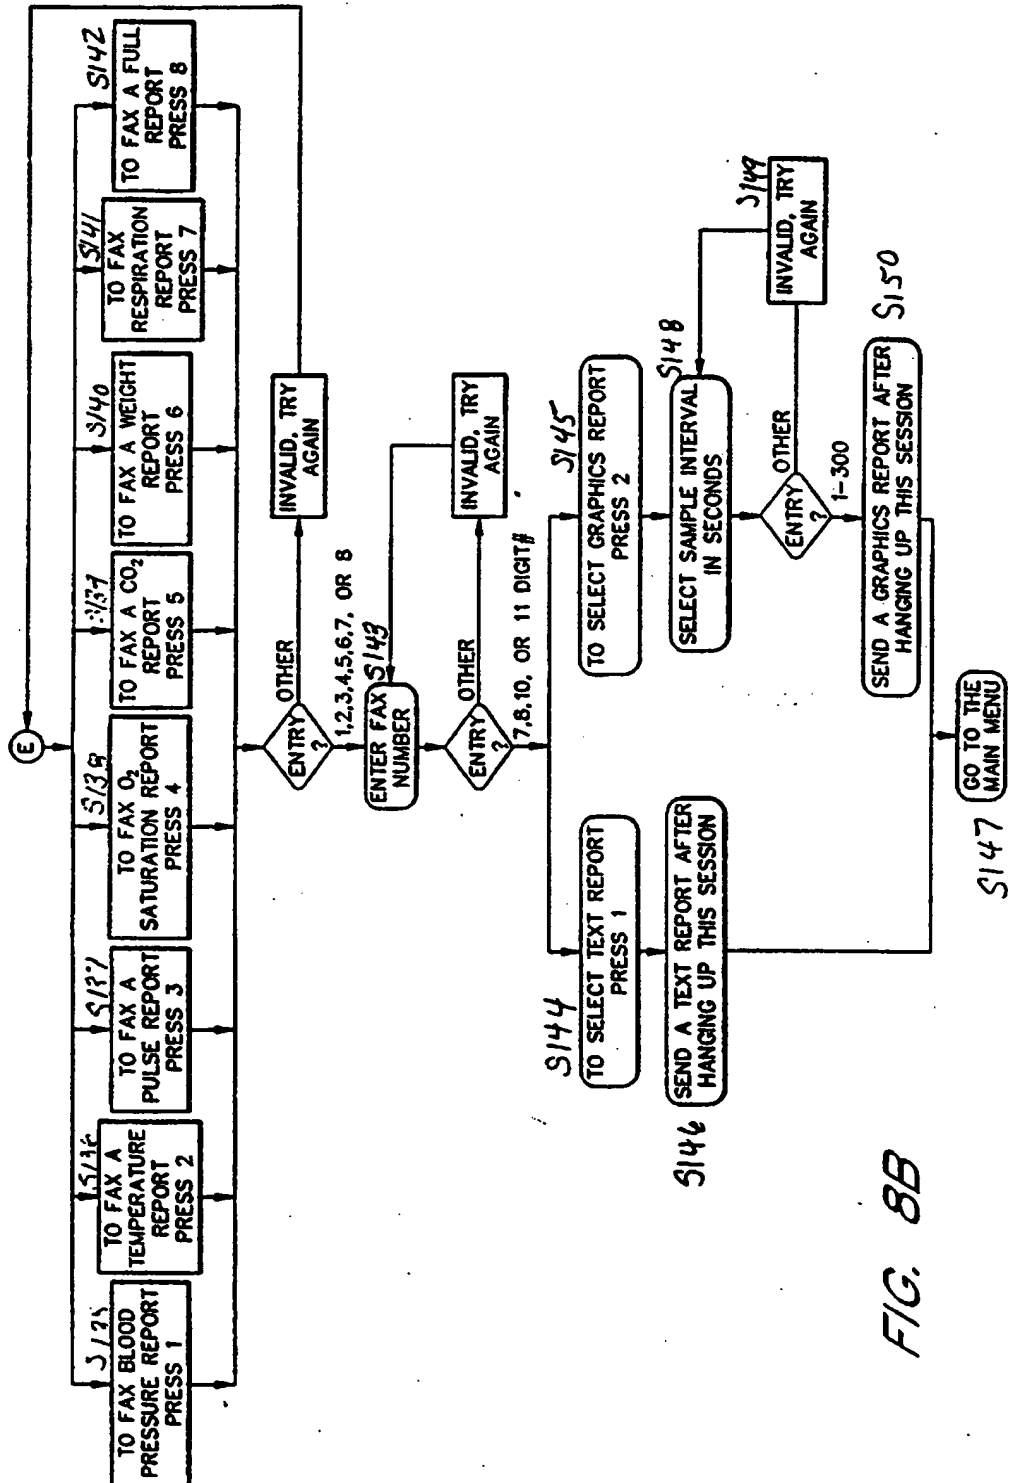 E
S142
TO FAX BLOOD
PRESSURE REPORT
PRESS 1
S136
TO FAX A
TEMPERATURE
REPORT
PRESS 2
S137
TO FAX A
PULSE REPORT
PRESS 3
TO FAX O2
SATURATION REPORT
PRESS 4
TO FAX A CO2
REPORT
PRESS 5
S140
TO FAX A WEIGHT
REPORT
PRESS 6
S141
TO FAX
RESPIRATION
REPORT
PRESS 7
TO FAX A FULL
REPORT
PRESS 8
ENTRY
?
OTHER
INVALID, TRY
AGAIN
1,2,3,4,5,6,7, OR 8
S143
ENTER FAX
NUMBER
ENTRY
?
OTHER
INVALID, TRY
AGAIN
7,8,10, OR 11 DIGIT#
S144
TO SELECT TEXT REPORT
PRESS 1
S145
TO SELECT GRAPHICS REPORT
PRESS 2
S146
SEND A TEXT REPORT AFTER
HANGING UP THIS SESSION
S148
SELECT SAMPLE INTERVAL
IN SECONDS
ENTRY
?
OTHER
S149
INVALID, TRY
AGAIN
1-300
S150
SEND A GRAPHICS REPORT AFTER
HANGING UP THIS SESSION
S147
GO TO THE
MAIN MENU
FIG. 8B